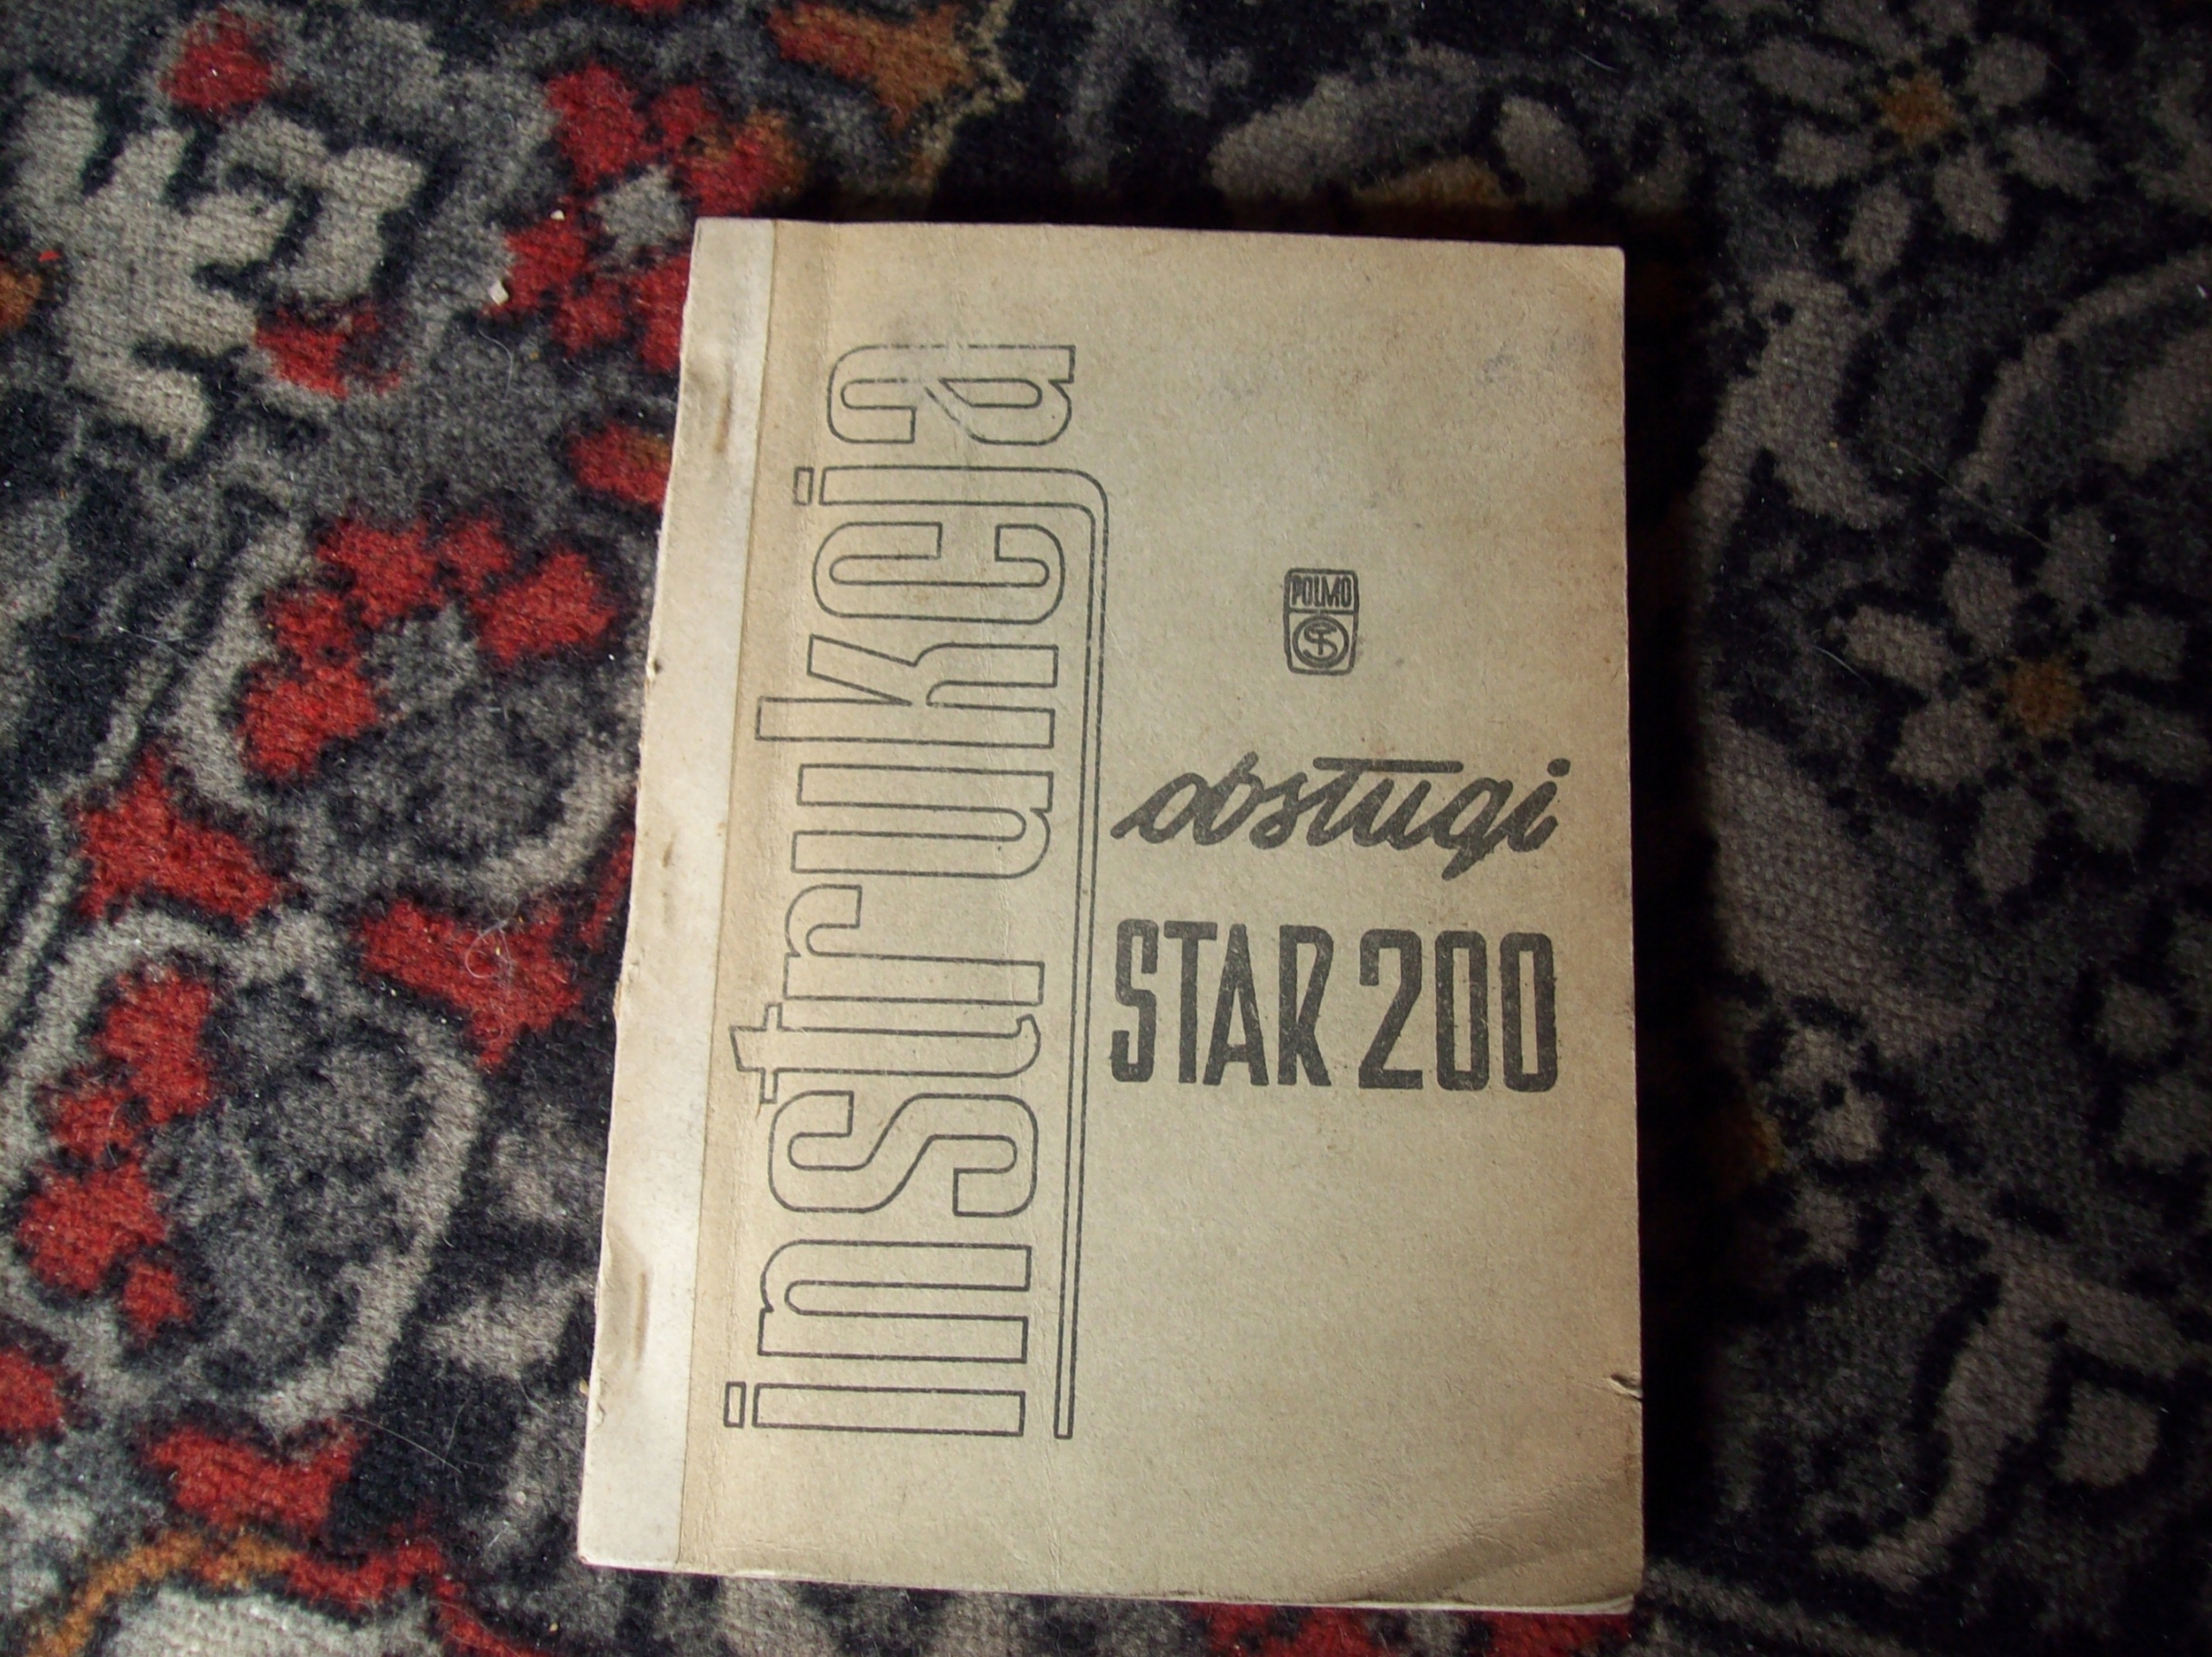 instrukcja
POLMO
obsługi
STAR 200